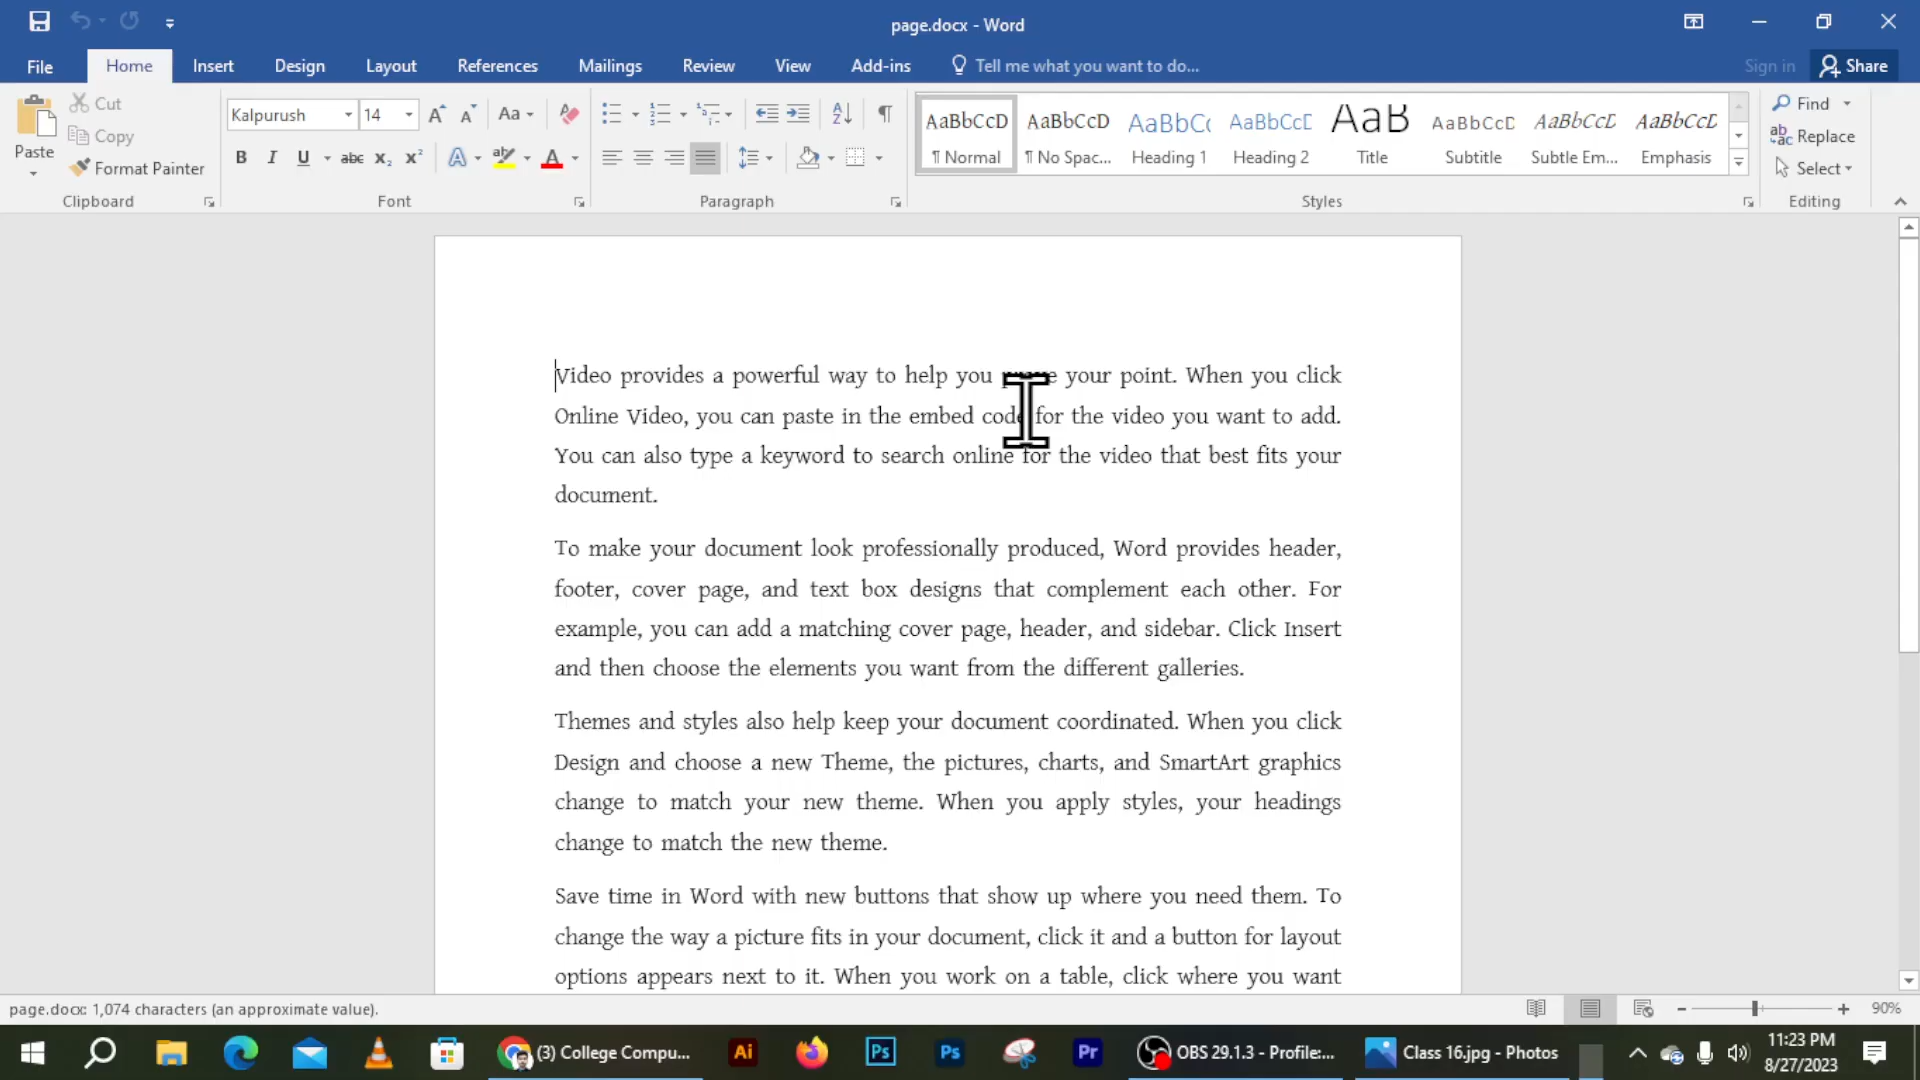 page.docx - Word
File Home Insert Design Layout References Mailings Review View Add-ins Tell me what you want to do... Sign in Share
Paste Cut Copy Format Painter
Kalpurush 14 Aa
B I U abc X₂ X² A ab A
AaBbCcD AaBbCcD AaBbC AaBbCcD AaB AaBbCcD AaBbCcD AaBbCcD
¶ Normal ¶ No Spac... Heading 1 Heading 2 Title Subtitle Subtle Em... Emphasis
Find
Replace
Select
Clipboard Font Paragraph Styles Editing
Video provides a powerful way to help you your point. When you click
Online Video, you can paste in the embed code for the video you want to add.
You can also type a keyword to search online for the video that best fits your
document.
To make your document look professionally produced, Word provides header,
footer, cover page, and text box designs that complement each other. For
example, you can add a matching cover page, header, and sidebar. Click Insert
and then choose the elements you want from the different galleries.
Themes and styles also help keep your document coordinated. When you click
Design and choose a new Theme, the pictures, charts, and SmartArt graphics
change to match your new theme. When you apply styles, your headings
change to match the new theme.
Save time in Word with new buttons that show up where you need them. To
change the way a picture fits in your document, click it and a button for layout
options appears next to it. When you work on a table, click where you want
page.docx: 1,074 characters (an approximate value). 90%
(3) College Compu... Ai Ps Ps Pr OBS 29.1.3 - Profile:... Class 16.jpg - Photos 11:23 PM
8/27/2023